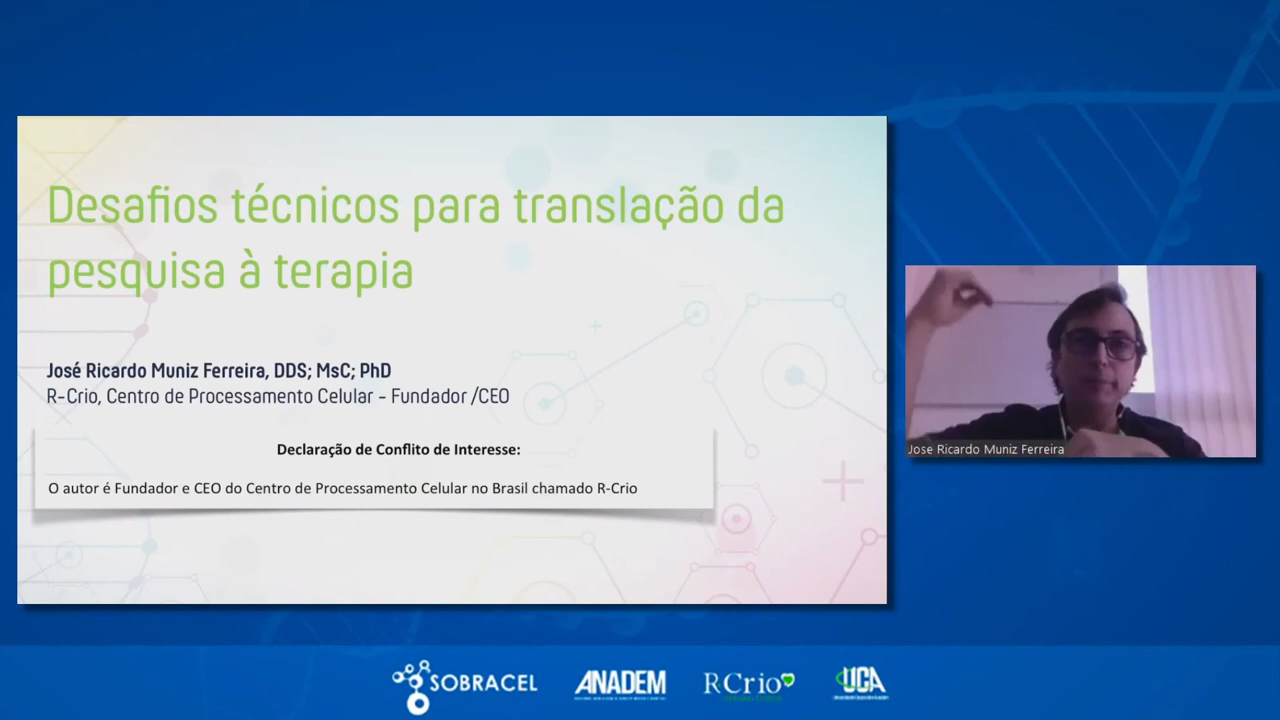 Desafios técnicos para translação da
pesquisa à terapia
José Ricardo Muniz Ferreira, DDS; MsC; PhD
R-Crio, Centro de Processamento Celular - Fundador /CEO
Declaração de Conflito de Interesse:
O autor é Fundador e CEO do Centro de Processamento Celular no Brasil chamado R-Crio
Jose Ricardo Muniz Ferreira
SOBRACEL
ANADEM
RCrio
UCA